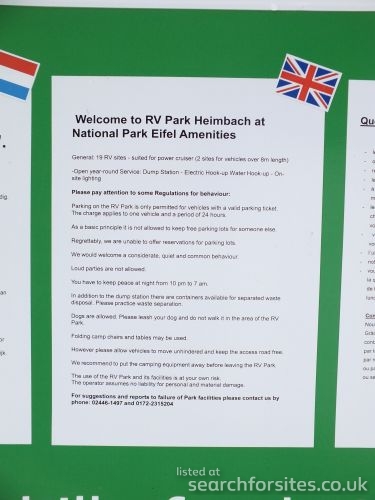 Welcome to RV Park Heimbach at
National Park Eifel Amenities
General: 19 RV sites - suited for power cruiser (2 sites for vehicles over 8m length)
-Open year-round Service: Dump Station - Electric Hook-up Water Hook-up - On-
site lighting
Please pay attention to some Regulations for behaviour:
Parking on the RV Park is only permitted for vehicles with a valid parking ticket.
The charge applies to one vehicle and a period of 24 hours.
As a basic principle it is not allowed to keep free parking lots for someone else.
Regrettably, we are unable to offer reservations for parking lots.
We would welcome a considerate, quiet and common behaviour.
Loud parties are not allowed.
You have to keep peace at night from 10 pm to 7 am.
In addition to the dump station there are containers available for separated waste
disposal. Please practice waste separation.
Dogs are allowed. Please leash your dog and do not walk it in the area of the RV
Park.
Folding camp chairs and tables may be used.
However please allow vehicles to move unhindered and keep the access road free.
We recommend to put the camping equipment away before leaving the RV Park
The use of the RV Park and its facilities is at your own risk.
The operator assumes no liability for personal and material damage.
For suggestions and reports to failure of Park facilities please contact us by
phone: 02446-1497 and 0172-2315204
listed at
searchforsites.co.uk